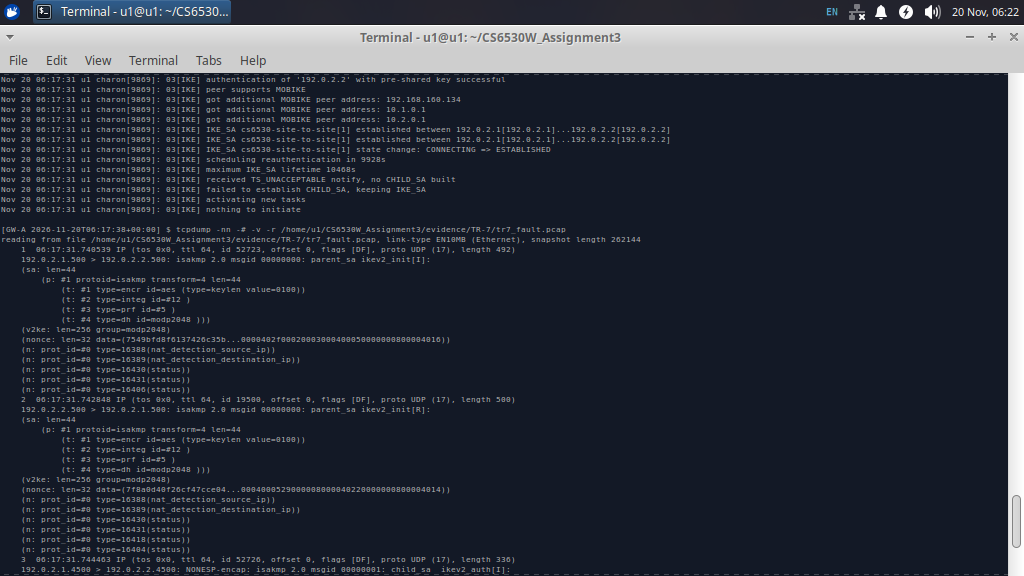 Terminal - u1@u1: ~/CS6530...
EN
20 Nov, 06:22
Terminal - u1@u1: ~/CS6530W_Assignment3
File Edit View Terminal Tabs Help
Nov 20 06:17:31 u1 charon[9869]: 03[IKE] authentication of '192.0.2.2' with pre-shared key successful
Nov 20 06:17:31 u1 charon[9869]: 03[IKE] peer supports MOBIKE
Nov 20 06:17:31 u1 charon[9869]: 03[IKE] got additional MOBIKE peer address: 192.168.160.134
Nov 20 06:17:31 u1 charon[9869]: 03[IKE] got additional MOBIKE peer address: 10.1.0.1
Nov 20 06:17:31 u1 charon[9869]: 03[IKE] got additional MOBIKE peer address: 10.2.0.1
Nov 20 06:17:31 u1 charon[9869]: 03[IKE] IKE_SA cs6530-site-to-site[1] established between 192.0.2.1[192.0.2.1]...192.0.2.2[192.0.2.2]
Nov 20 06:17:31 u1 charon[9869]: 03[IKE] IKE_SA cs6530-site-to-site[1] established between 192.0.2.1[192.0.2.1]...192.0.2.2[192.0.2.2]
Nov 20 06:17:31 u1 charon[9869]: 03[IKE] IKE_SA cs6530-site-to-site[1] state change: CONNECTING => ESTABLISHED
Nov 20 06:17:31 u1 charon[9869]: 03[IKE] scheduling reauthentication in 9928s
Nov 20 06:17:31 u1 charon[9869]: 03[IKE] maximum IKE_SA lifetime 10468s
Nov 20 06:17:31 u1 charon[9869]: 03[IKE] received TS_UNACCEPTABLE notify, no CHILD_SA built
Nov 20 06:17:31 u1 charon[9869]: 03[IKE] failed to establish CHILD_SA, keeping IKE_SA
Nov 20 06:17:31 u1 charon[9869]: 03[IKE] activating new tasks
Nov 20 06:17:31 u1 charon[9869]: 03[IKE] nothing to initiate
[GW-A 2026-11-20T06:17:38+00:00] $ tcpdump -nn -# -v -r /home/u1/CS6530W_Assignment3/evidence/TR-7/tr7_fault.pcap
reading from file /home/u1/CS6530W_Assignment3/evidence/TR-7/tr7_fault.pcap, link-type EN10MB (Ethernet), snapshot length 262144
1 06:17:31.740539 IP (tos 0x0, ttl 64, id 52723, offset 0, flags [DF], proto UDP (17), length 492)
192.0.2.1.500 > 192.0.2.2.500: isakmp 2.0 msgid 00000000: parent_sa ikev2_init[I]:
(sa: len=44
(p: #1 protoid=isakmp transform=4 len=44
(t: #1 type=encr id=aes (type=keylen value=0100))
(t: #2 type=integ id=#12 )
(t: #3 type=prf id=#5 )
(t: #4 type=dh id=modp2048 )))
(v2ke: len=256 group=modp2048)
(nonce: len=32 data=(7549bfd8f6137426c35b...0000402f00020003000400050000000800004016))
(n: prot_id=#0 type=16388(nat_detection_source_ip))
(n: prot_id=#0 type=16389(nat_detection_destination_ip))
(n: prot_id=#0 type=16430(status))
(n: prot_id=#0 type=16431(status))
(n: prot_id=#0 type=16406(status))
2 06:17:31.742848 IP (tos 0x0, ttl 64, id 19500, offset 0, flags [DF], proto UDP (17), length 500)
192.0.2.2.500 > 192.0.2.1.500: isakmp 2.0 msgid 00000000: parent_sa ikev2_init[R]:
(sa: len=44
(p: #1 protoid=isakmp transform=4 len=44
(t: #1 type=encr id=aes (type=keylen value=0100))
(t: #2 type=integ id=#12 )
(t: #3 type=prf id=#5 )
(t: #4 type=dh id=modp2048 )))
(v2ke: len=256 group=modp2048)
(nonce: len=32 data=(7f8a0d40f26cf47cce04...000400052900000800004022000000800004014))
(n: prot_id=#0 type=16388(nat_detection_source_ip))
(n: prot_id=#0 type=16389(nat_detection_destination_ip))
(n: prot_id=#0 type=16430(status))
(n: prot_id=#0 type=16431(status))
(n: prot_id=#0 type=16418(status))
(n: prot_id=#0 type=16404(status))
3 06:17:31.744463 IP (tos 0x0, ttl 64, id 52726, offset 0, flags [DF], proto UDP (17), length 336)
192.0.2.1.4500 > 192.0.2.2.4500: NONESP-encap: isakmp 2.0 msgid 00000001: child_sa ikev2_auth[I]: